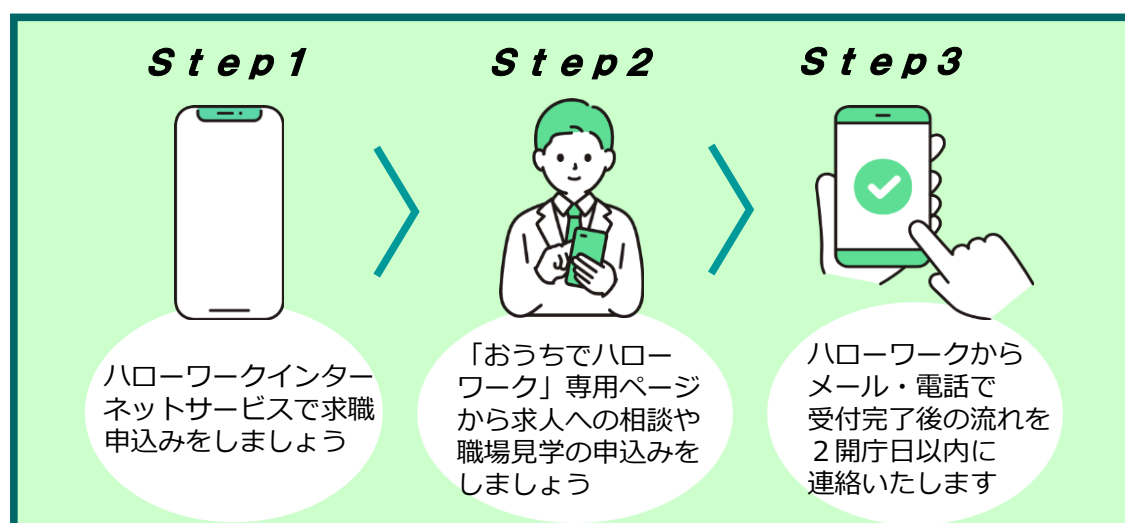 Step1
ハローワークインター
ネットサービスで求職
申込みをしましょう
Step2
「おうちでハロー
ワーク」専用ページ
から求人への相談や
職場見学の申込みを
しましょう
Step3
ハローワークから
メール・電話で
受付完了後の流れを
２開庁日以内に
連絡いたします